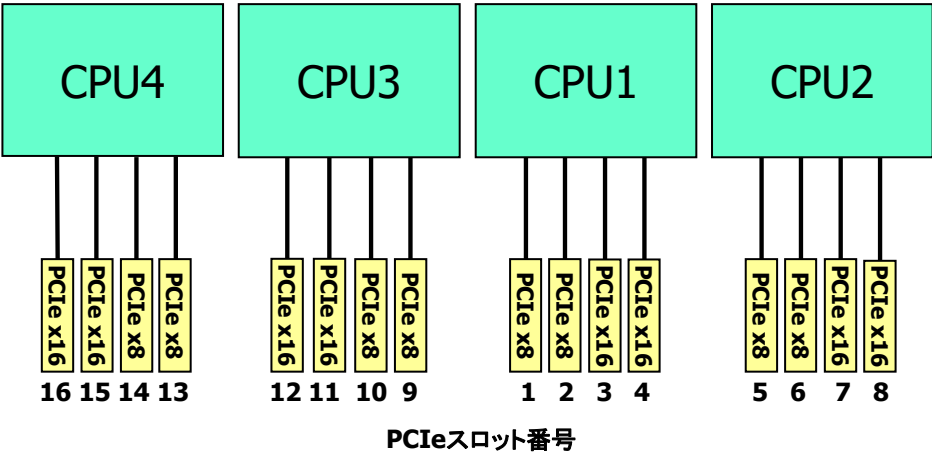 CPU4 CPU3 CPU1 CPU2
PCIe x16 PCIe x16 PCIe x8 PCIe x8 PCIe x16 PCIe x16 PCIe x8 PCIe x8 PCIe x8 PCIe x8 PCIe x16 PCIe x16 PCIe x8 PCIe x8 PCIe x16 PCIe x16
16 15 14 13 12 11 10 9 1 2 3 4 5 6 7 8
PCIeスロット番号